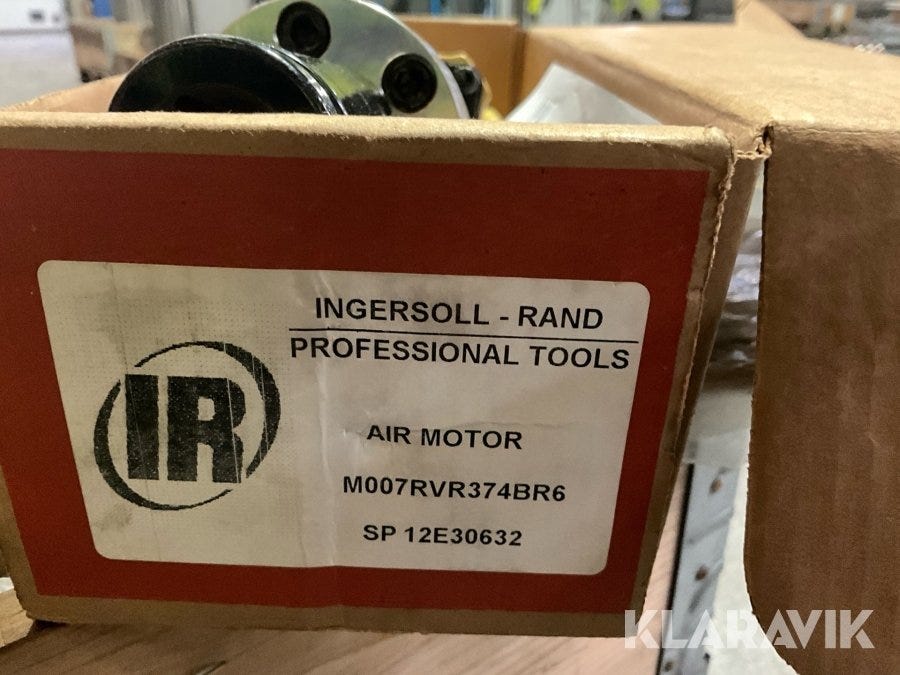 INGERSOLL - RAND
PROFESSIONAL TOOLS
IR
AIR MOTOR
M007RVR374BR6
SP 12E30632
KLARAVIK